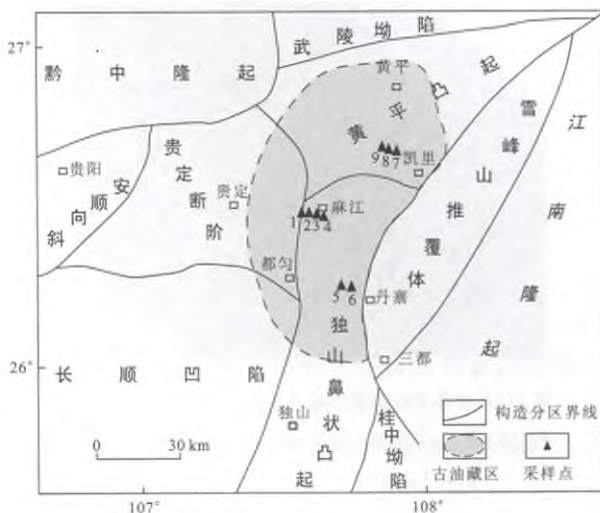 27°
26°
107°
108°
武陵坳陷
黔中隆起
黄平
黄平凸起
雪峰山推覆体
江南隆起
贵阳
安顺向斜
贵定断阶
贵定
凯里
9 8 7
麻江
1 2 3 4
都匀
5 6
丹寨
三都
长顺凹陷
独山
独山鼻状凸起
桂中坳陷
0 30 km
构造分区界线
古油藏区
采样点